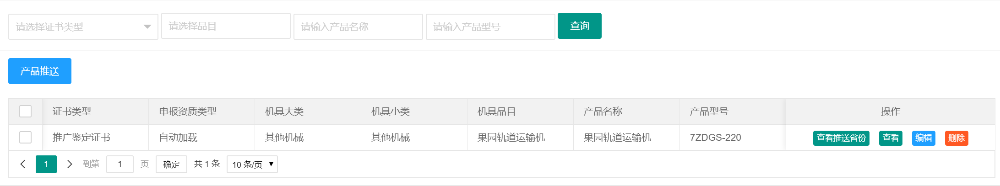 请选择证书类型 请选择品目 请输入产品名称 请输入产品型号 查询
产品推送
证书类型 申报资质类型 机具大类 机具小类 机具品目 产品名称 产品型号 操作
推广鉴定证书 自动加载 其他机械 其他机械 果园轨道运输机 果园轨道运输机 7ZDGS-220 查看推送省份 查看 编辑 删除
1 到第 1 页 确定 共 1 条 10 条/页